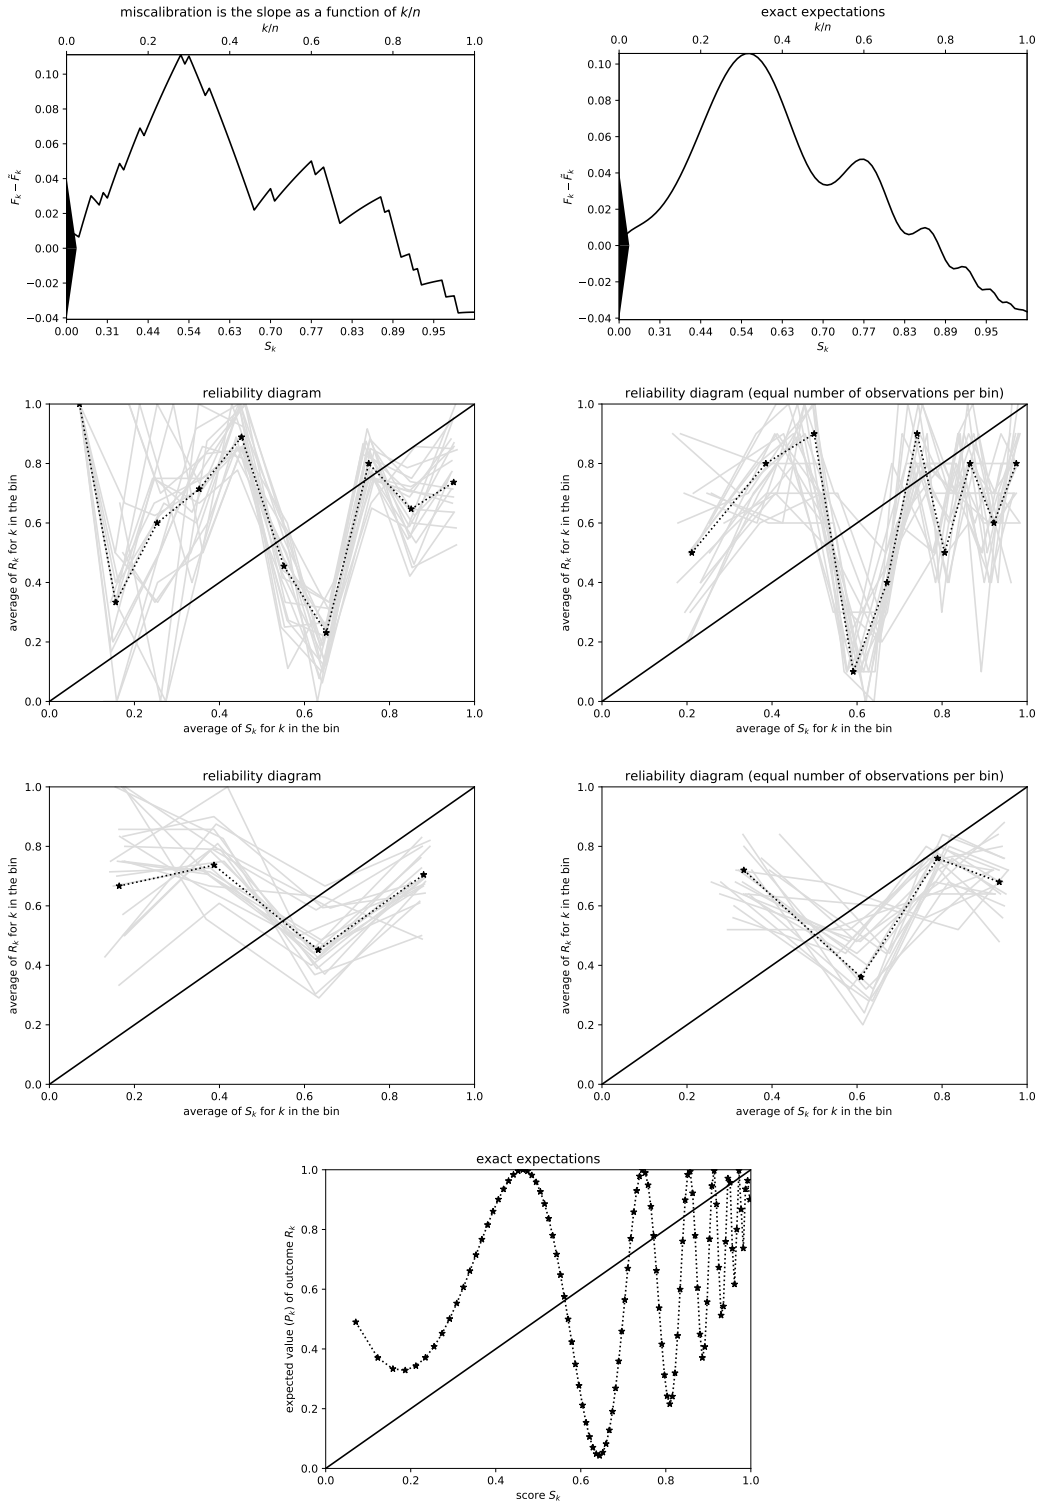 miscalibration is the slope as a function of k/n
k/n
0.0 0.2 0.4 0.6 0.8 1.0
0.10
0.08
0.06
0.04
0.02
0.00
−0.02
−0.04
F_k − F̃_k
0.00 0.31 0.44 0.54 0.63 0.70 0.77 0.83 0.89 0.95
S_k
exact expectations
k/n
0.0 0.2 0.4 0.6 0.8 1.0
0.10
0.08
0.06
0.04
0.02
0.00
−0.02
−0.04
F_k − F̃_k
0.00 0.31 0.44 0.54 0.63 0.70 0.77 0.83 0.89 0.95
S_k
reliability diagram
1.0
0.8
0.6
0.4
0.2
0.0
average of R_k for k in the bin
0.0 0.2 0.4 0.6 0.8 1.0
average of S_k for k in the bin
reliability diagram (equal number of observations per bin)
1.0
0.8
0.6
0.4
0.2
0.0
average of R_k for k in the bin
0.0 0.2 0.4 0.6 0.8 1.0
average of S_k for k in the bin
reliability diagram
1.0
0.8
0.6
0.4
0.2
0.0
average of R_k for k in the bin
0.0 0.2 0.4 0.6 0.8 1.0
average of S_k for k in the bin
reliability diagram (equal number of observations per bin)
1.0
0.8
0.6
0.4
0.2
0.0
average of R_k for k in the bin
0.0 0.2 0.4 0.6 0.8 1.0
average of S_k for k in the bin
exact expectations
1.0
0.8
0.6
0.4
0.2
0.0
expected value (P_k) of outcome R_k
0.0 0.2 0.4 0.6 0.8 1.0
score S_k